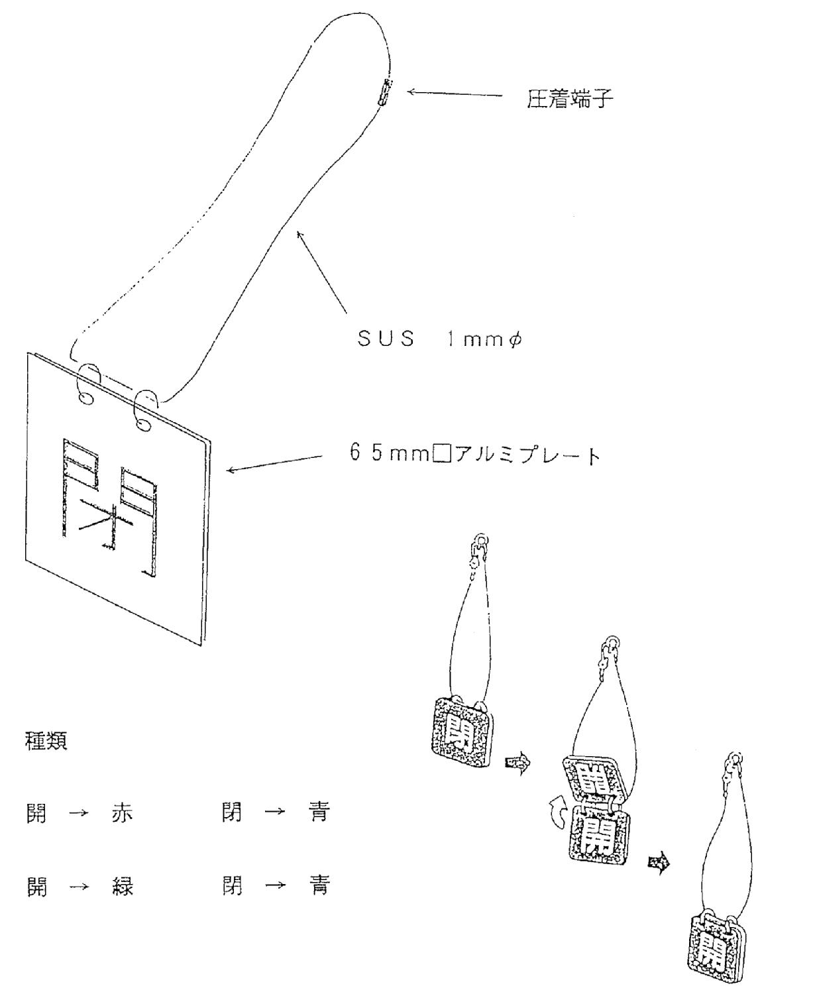 圧着端子
SUS 1mmφ
65mm□アルミプレート
閉
閉
開
開
開
種類
開 → 赤 閉 → 青
開 → 緑 閉 → 青